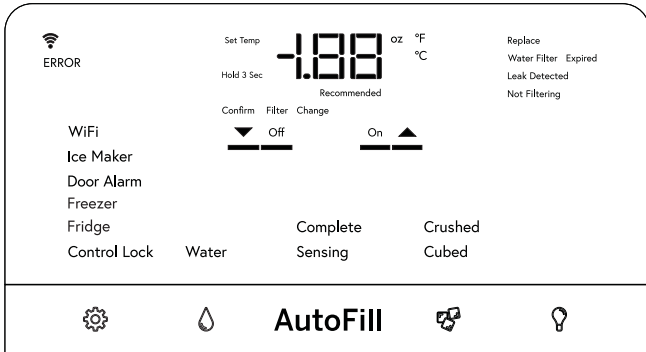 Set Temp -1.88 oz °F
Replace
ERROR
°C
Water Filter Expired
Hold 3 Sec
Leak Detected
Recommended
Not Filtering
Confirm Filter Change
WiFi
Off On
Ice Maker
Door Alarm
Freezer
Fridge Complete Crushed
Control Lock Water Sensing Cubed
AutoFill